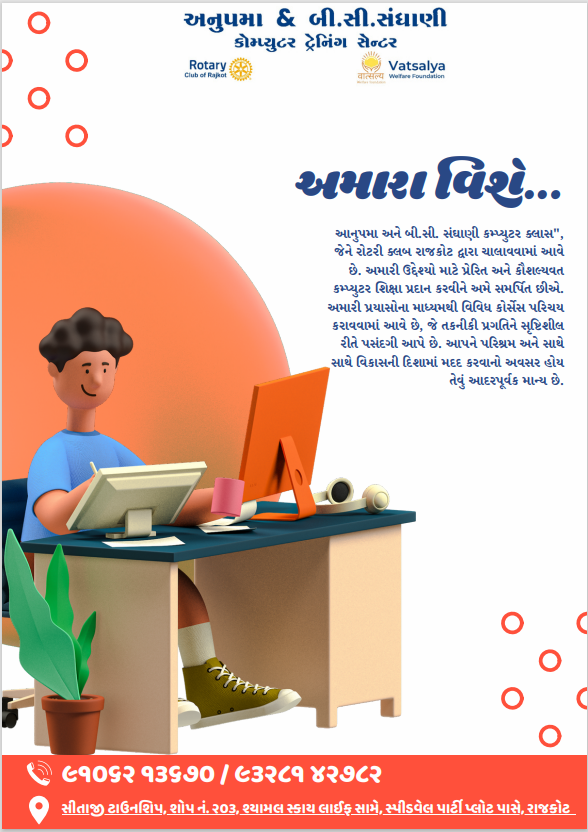 અનુપમા & બી.સી.સંઘાણી
કોમ્પ્યુટર ટ્રેનિંગ સેન્ટર
Rotary
Club of Rajkot
वात्सल्य
Vatsalya
Welfare Foundation
અમારા વિશે...
આનુપમા અને બી.સી. સંઘાણી કમ્પ્યુટર ક્લાસ",
જેને રોટરી ક્લબ રાજકોટ દ્વારા ચાલાવવામાં આવે
છે. અમારી ઉદ્દેશ્યો માટે પ્રેરિત અને કૌશલ્યવત
કમ્પ્યુટર શિક્ષા પ્રદાન કરવીને અમે સમર્પિત છીએ.
અમારી પ્રયાસોના માધ્યમથી વિવિધ કોર્સેસ પરિચય
કરાવવામાં આવે છે, જે તકનીકી પ્રગતિને સૃષ્ટિશીલ
રીતે પસંદગી આપે છે. આપને પરિશ્રમ અને સાથે
સાથે વિકાસની દિશામાં મદદ કરવાનો અવસર હોય
તેવું આદરપૂર્વક માન્ય છે.
૯૧૦૬૨ ૧૩૬૭૦ / ૯૩૨૮૧ ૪૨૭૮૨
સીતાજી ટાઉનશિપ, શોપ નં. ૨૦૩, શ્યામલ સ્કાય લાઈફ સામે, સ્પીડવેલ પાર્ટી પ્લોટ પાસે, રાજકોટ